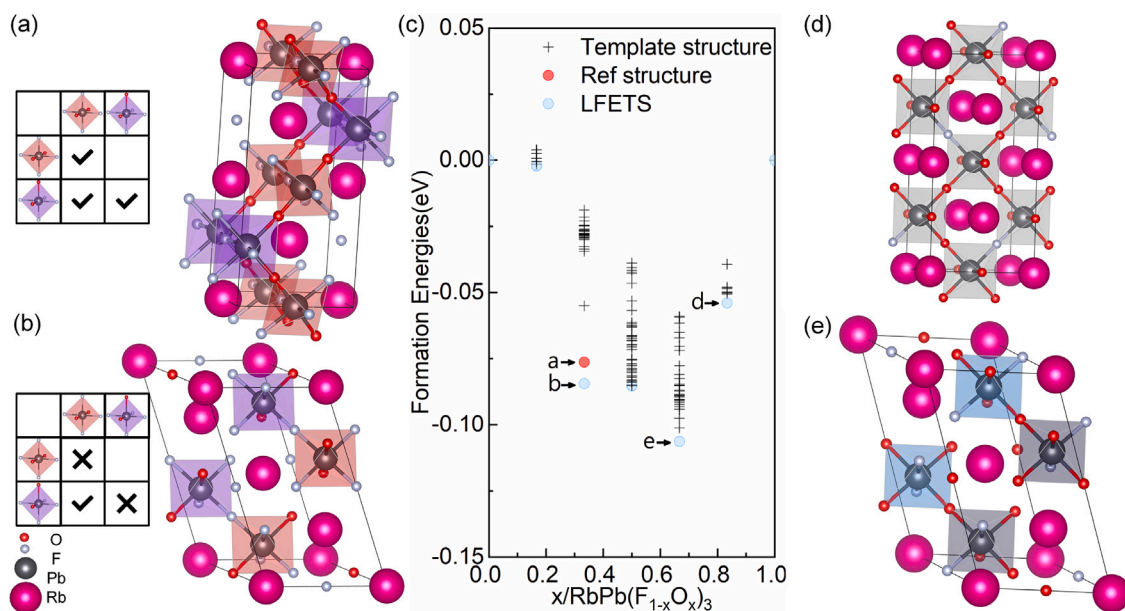 (a)
(b)
O
F
Pb
Rb
(c)
Formation Energies(eV)
0.05
0.00
-0.05
-0.10
-0.15
Template structure
Ref structure
LFETS
a
b
d
e
0.0 0.2 0.4 0.6 0.8 1.0
x/RbPb(F₁₋ₓOₓ)₃
(d)
(e)